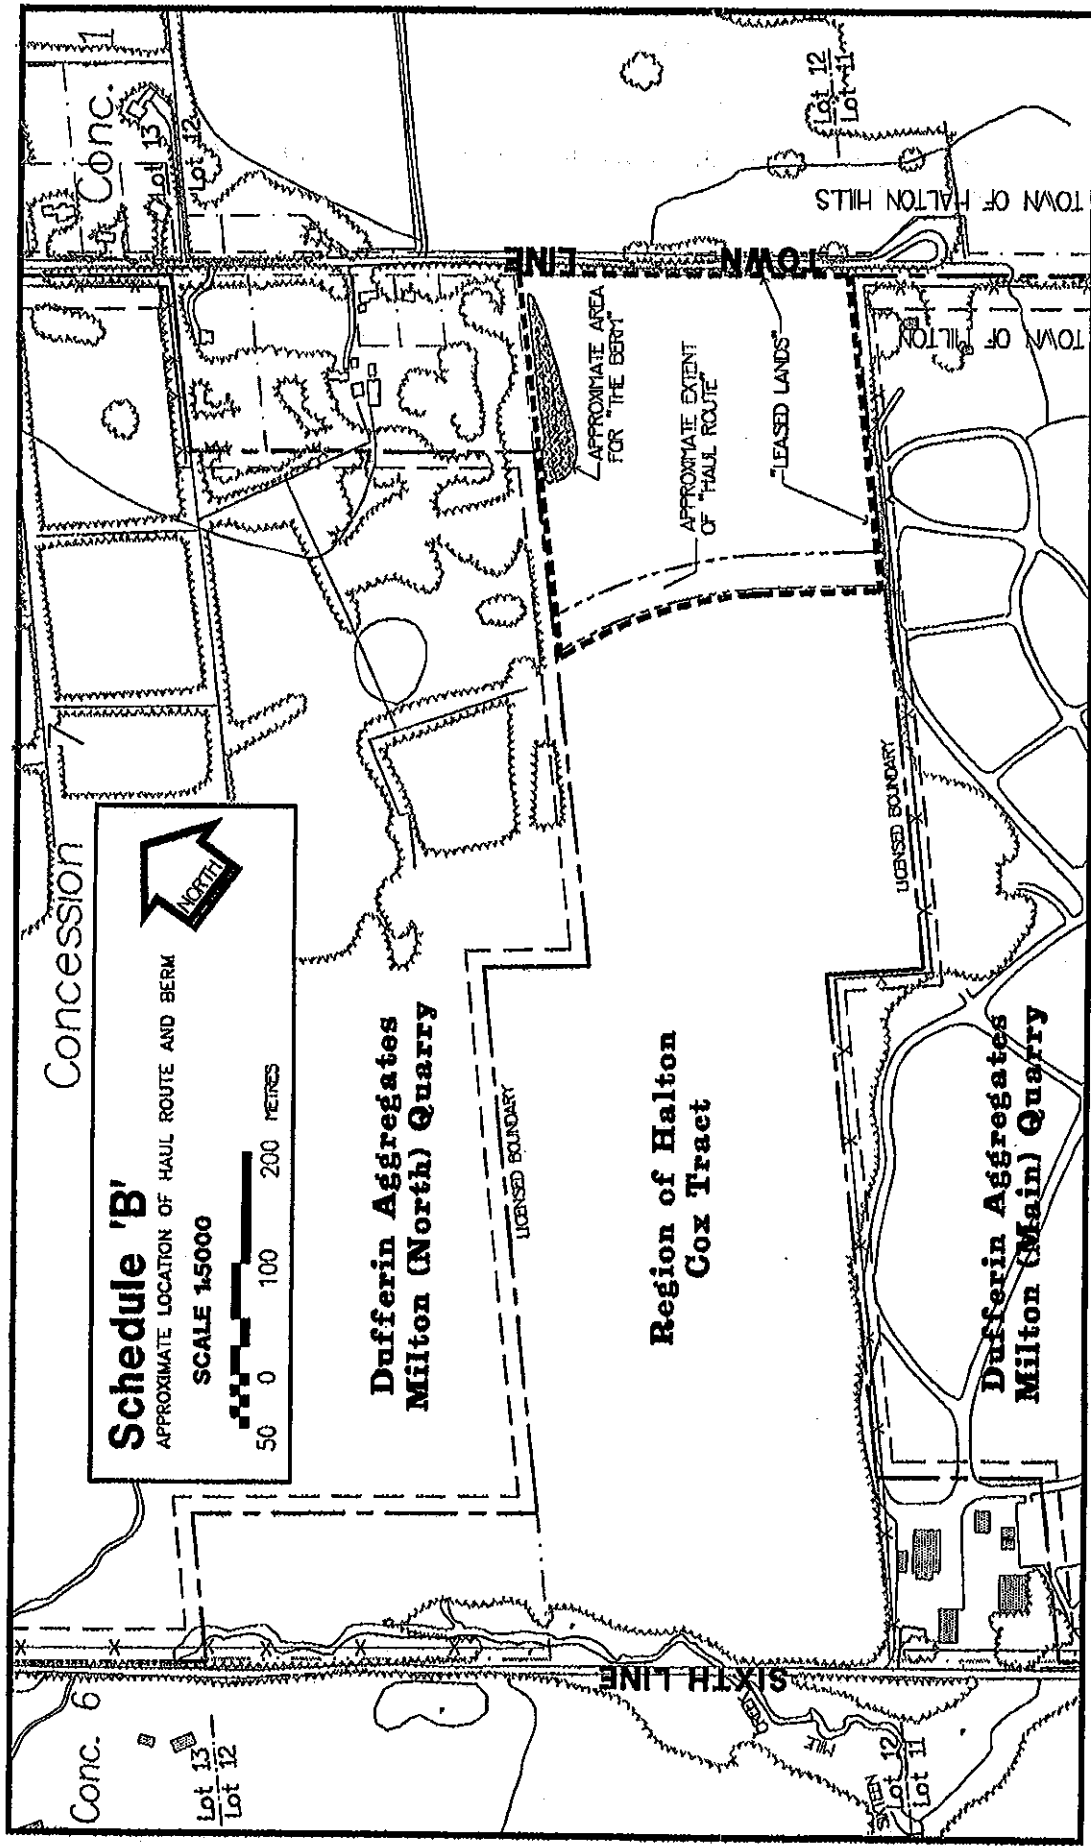 Schedule 'B'
APPROXIMATE LOCATION OF HAUL ROUTE AND BERM
SCALE 1:5000
50 0 100 200 METRES
NORTH
Concession 7
Conc. 1
Lot 13
Lot 12
Conc. 6
Lot 13
Lot 12
Dufferin Aggregates
Milton (North) Quarry
LICENSED BOUNDARY
APPROXIMATE AREA
FOR "THE BERM"
APPROXIMATE EXTENT
OF "HAUL ROUTE"
"LEASED LANDS"
TOWN LINE
Region of Halton
Cox Tract
LICENSED BOUNDARY
Lot 12
Lot 11
TOWN OF HALTON HILLS
TOWN OF MILTON
SIXTH LINE
SIXTEEN MILE CREEK
Lot 12
Lot 11
Dufferin Aggregates
Milton (Main) Quarry